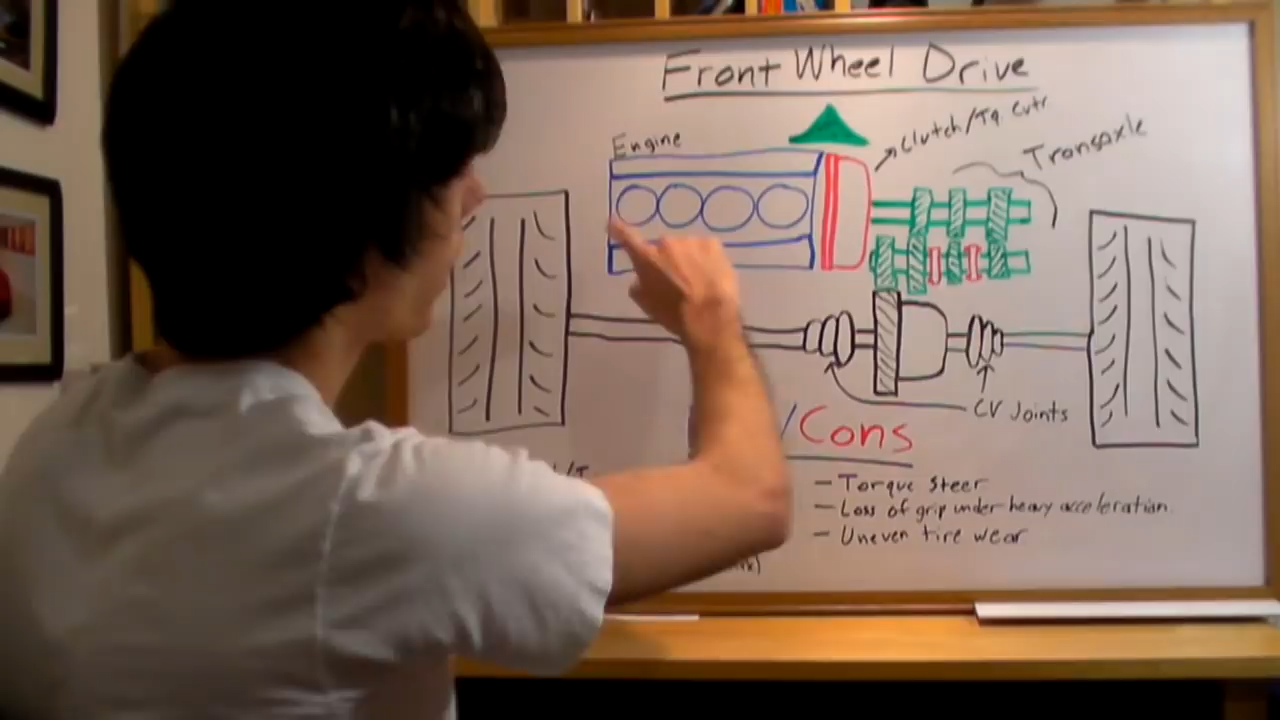 Front Wheel Drive
Engine
Clutch/Tq. Cvtr
Transaxle
CV Joints
/Cons
- Torque Steer
- Loss of grip under heavy acceleration.
- Uneven tire wear